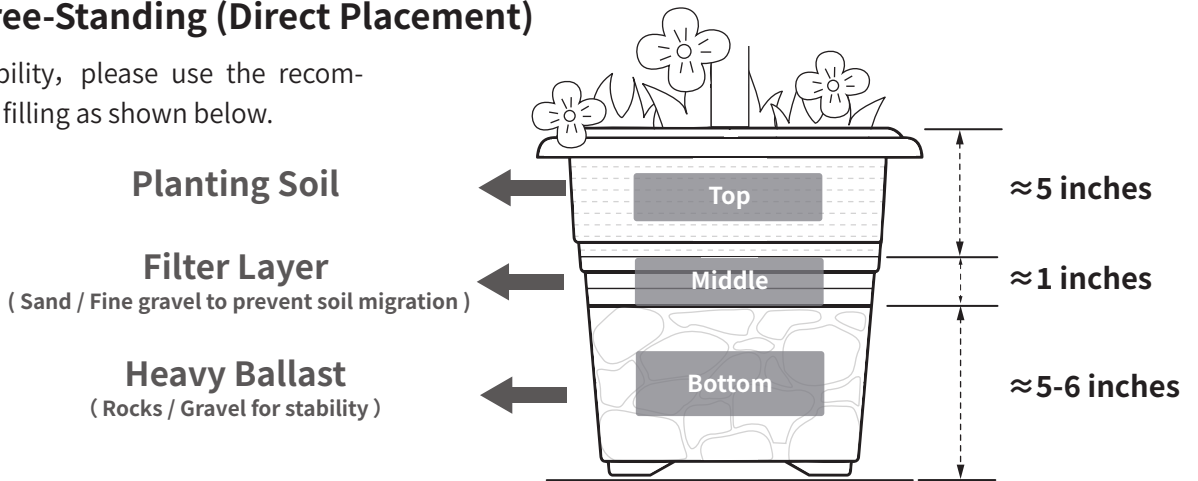 ree-Standing (Direct Placement)
bility, please use the recom-
filling as shown below.
Planting Soil
Top
≈5 inches
Filter Layer
( Sand / Fine gravel to prevent soil migration )
Middle
≈1 inches
Heavy Ballast
( Rocks / Gravel for stability )
Bottom
≈5-6 inches